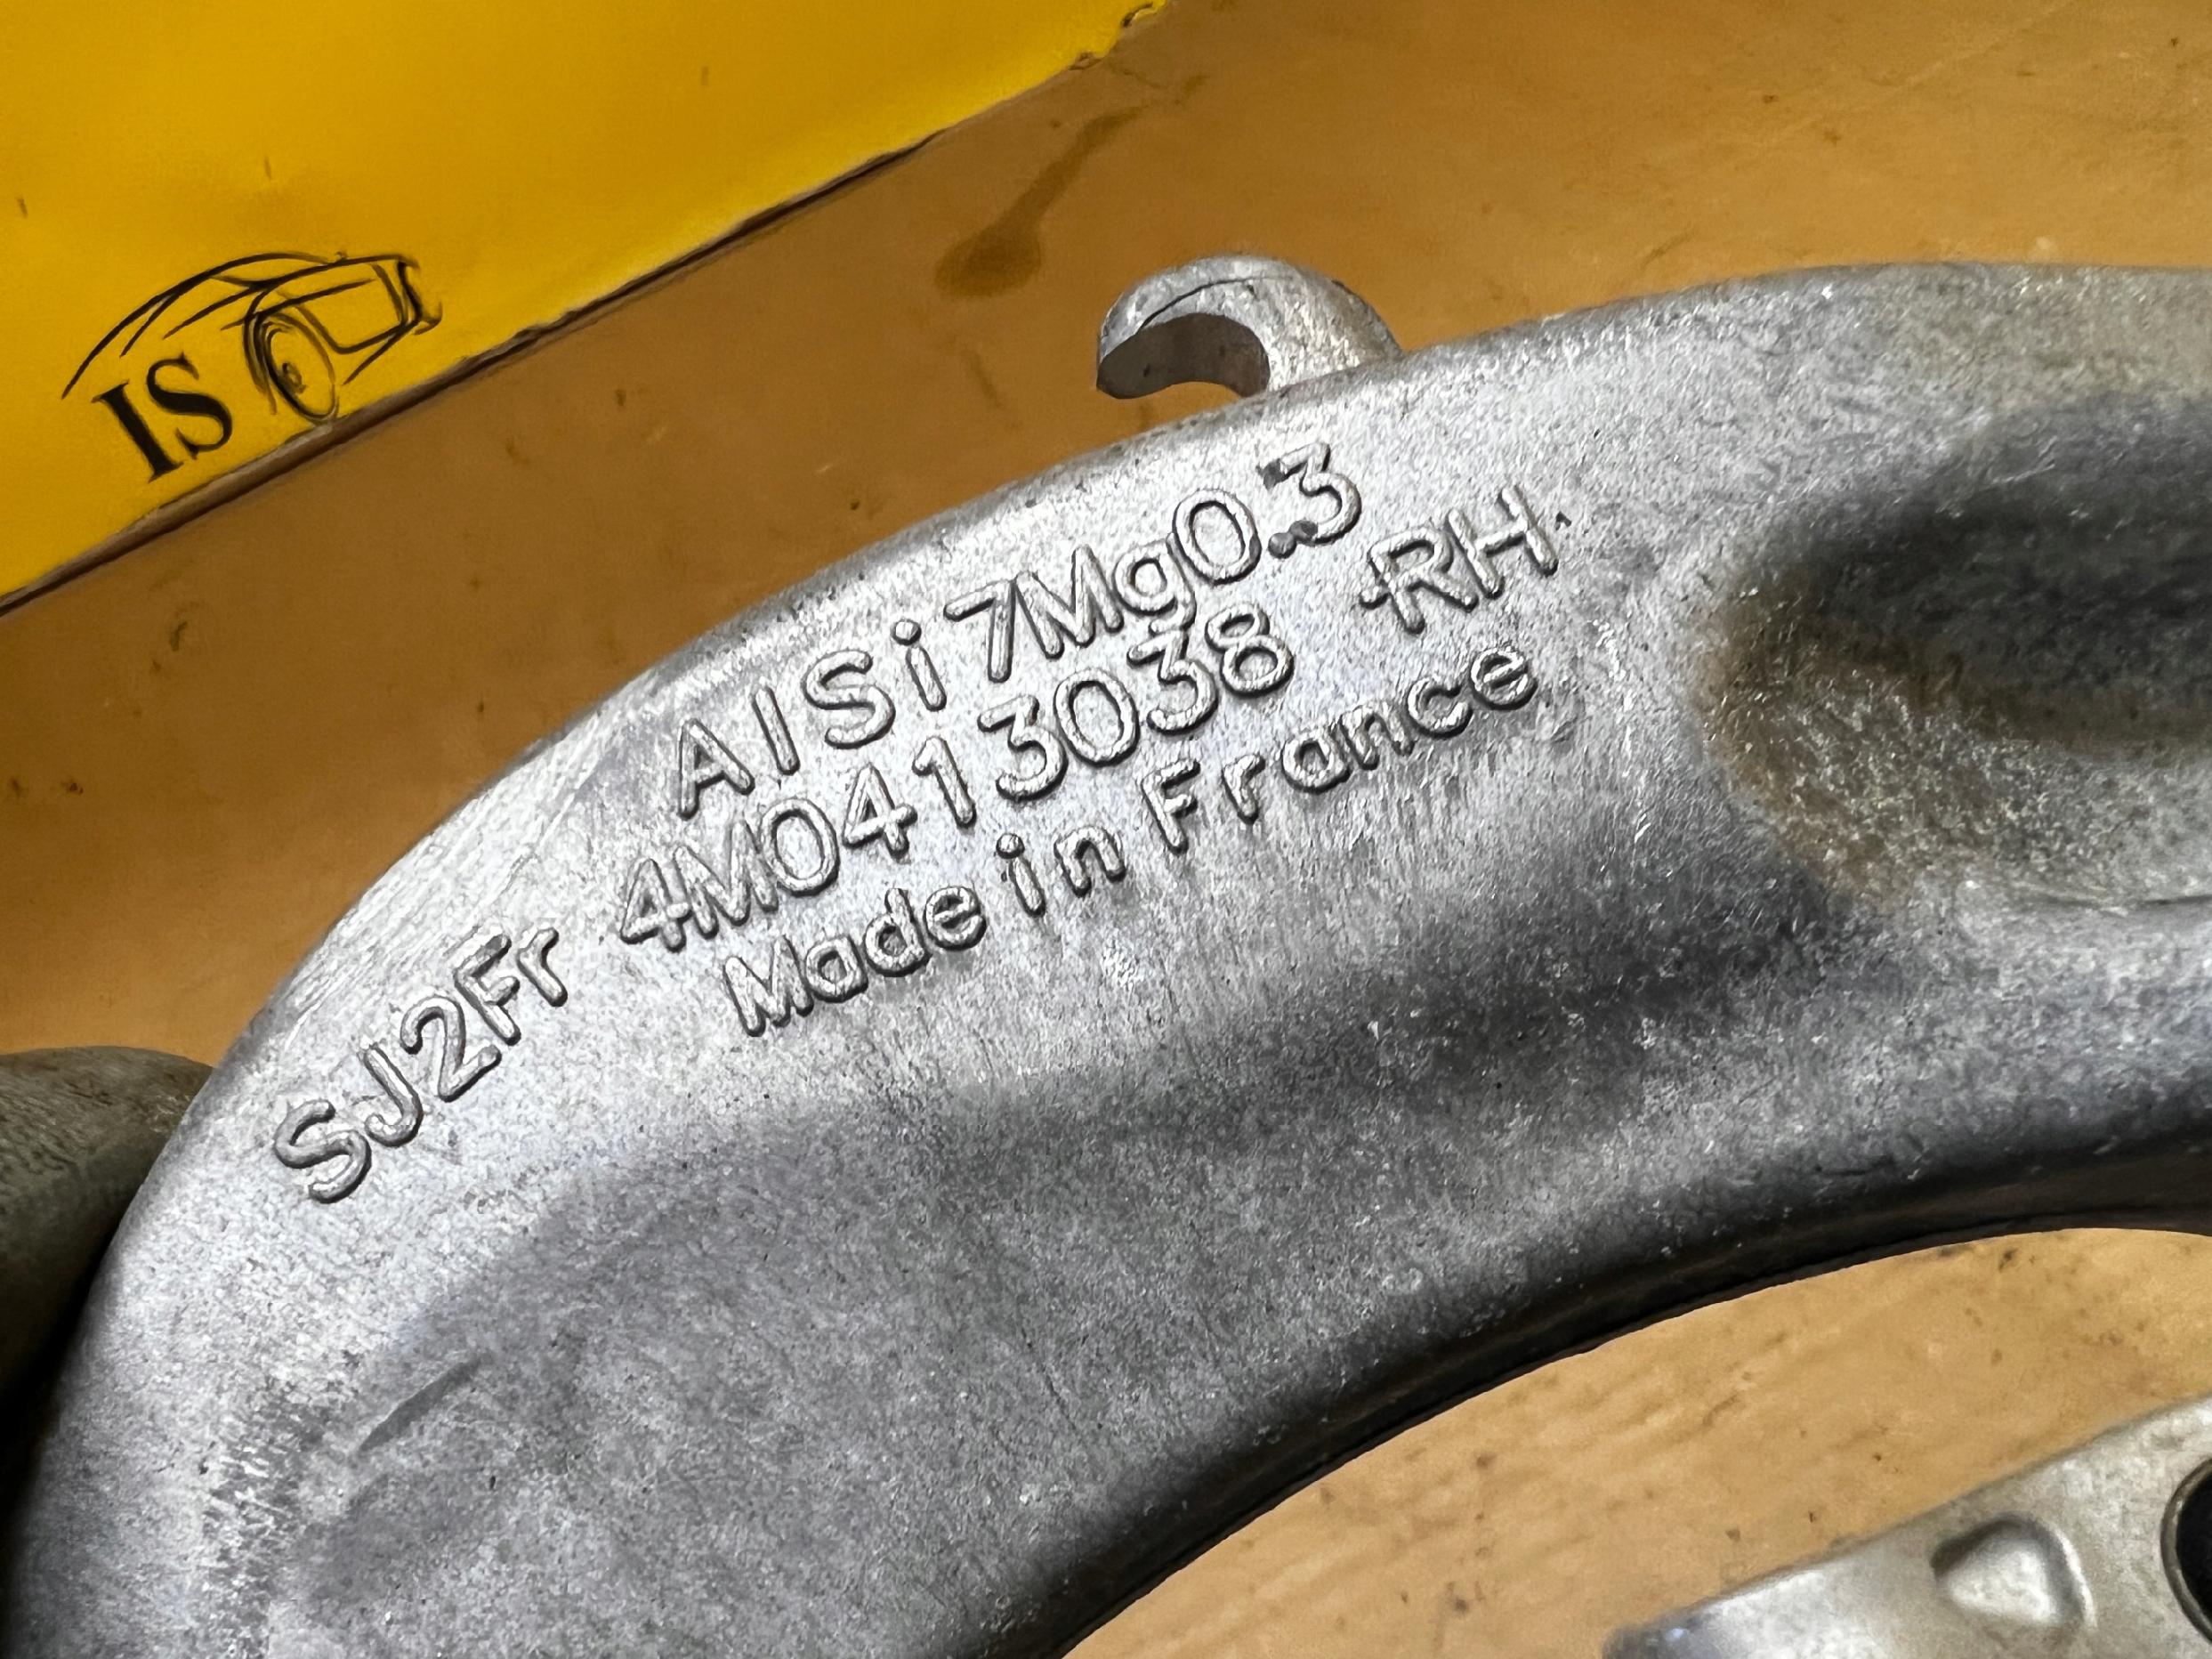 IS
AlSi7Mg0.3
SJ2Fr 4M0413038 RH
Made in France